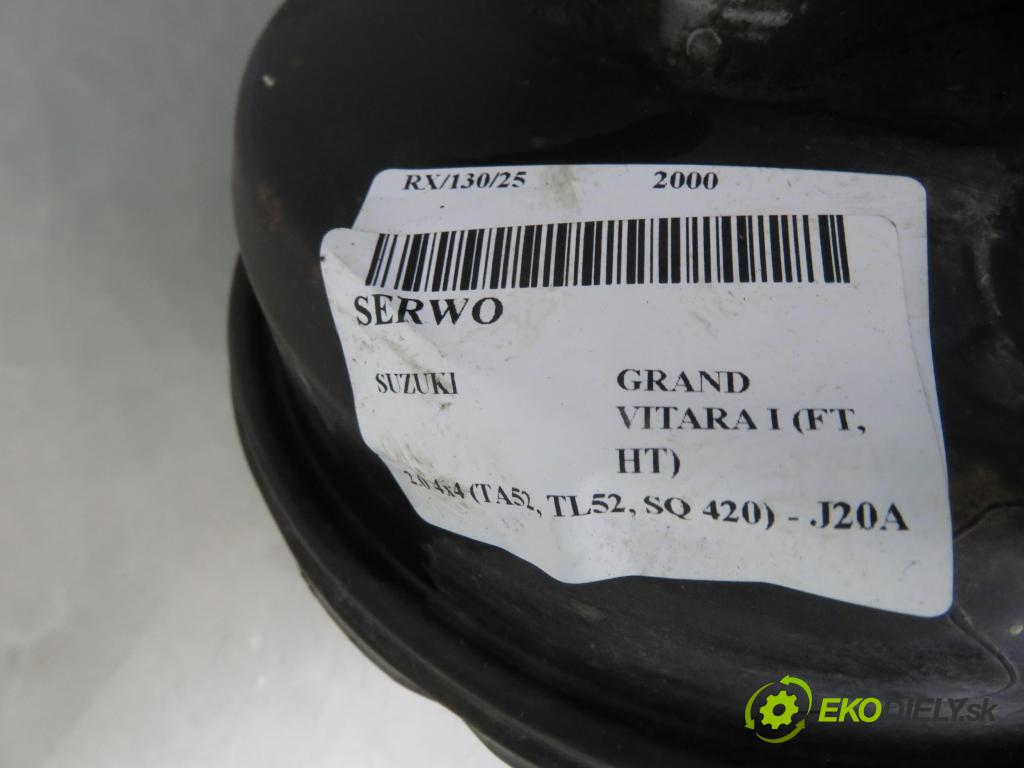 RX/130/25 2000
SERWO
SUZUKI GRAND
VITARA I (FT,
HT)
2.0 4x4 (TA52, TL52, SQ 420) - J20A
EKODIELY.sk